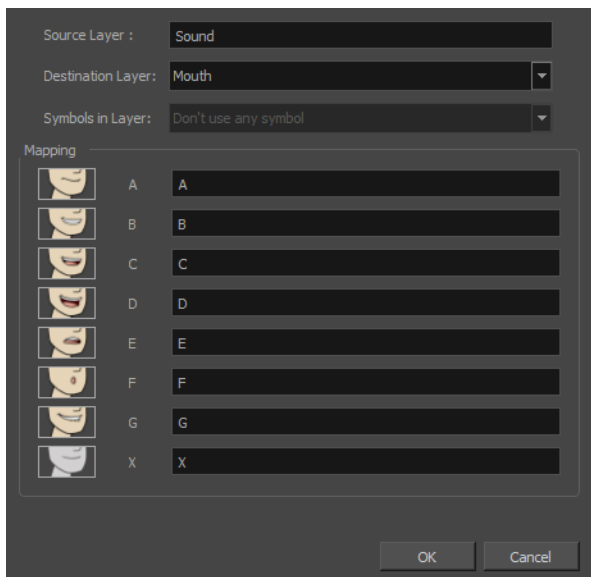 Source Layer : Sound
Destination Layer: Mouth
Symbols in Layer: Don't use any symbol
Mapping
A A
B B
C C
D D
E E
F F
G G
X X
OK Cancel